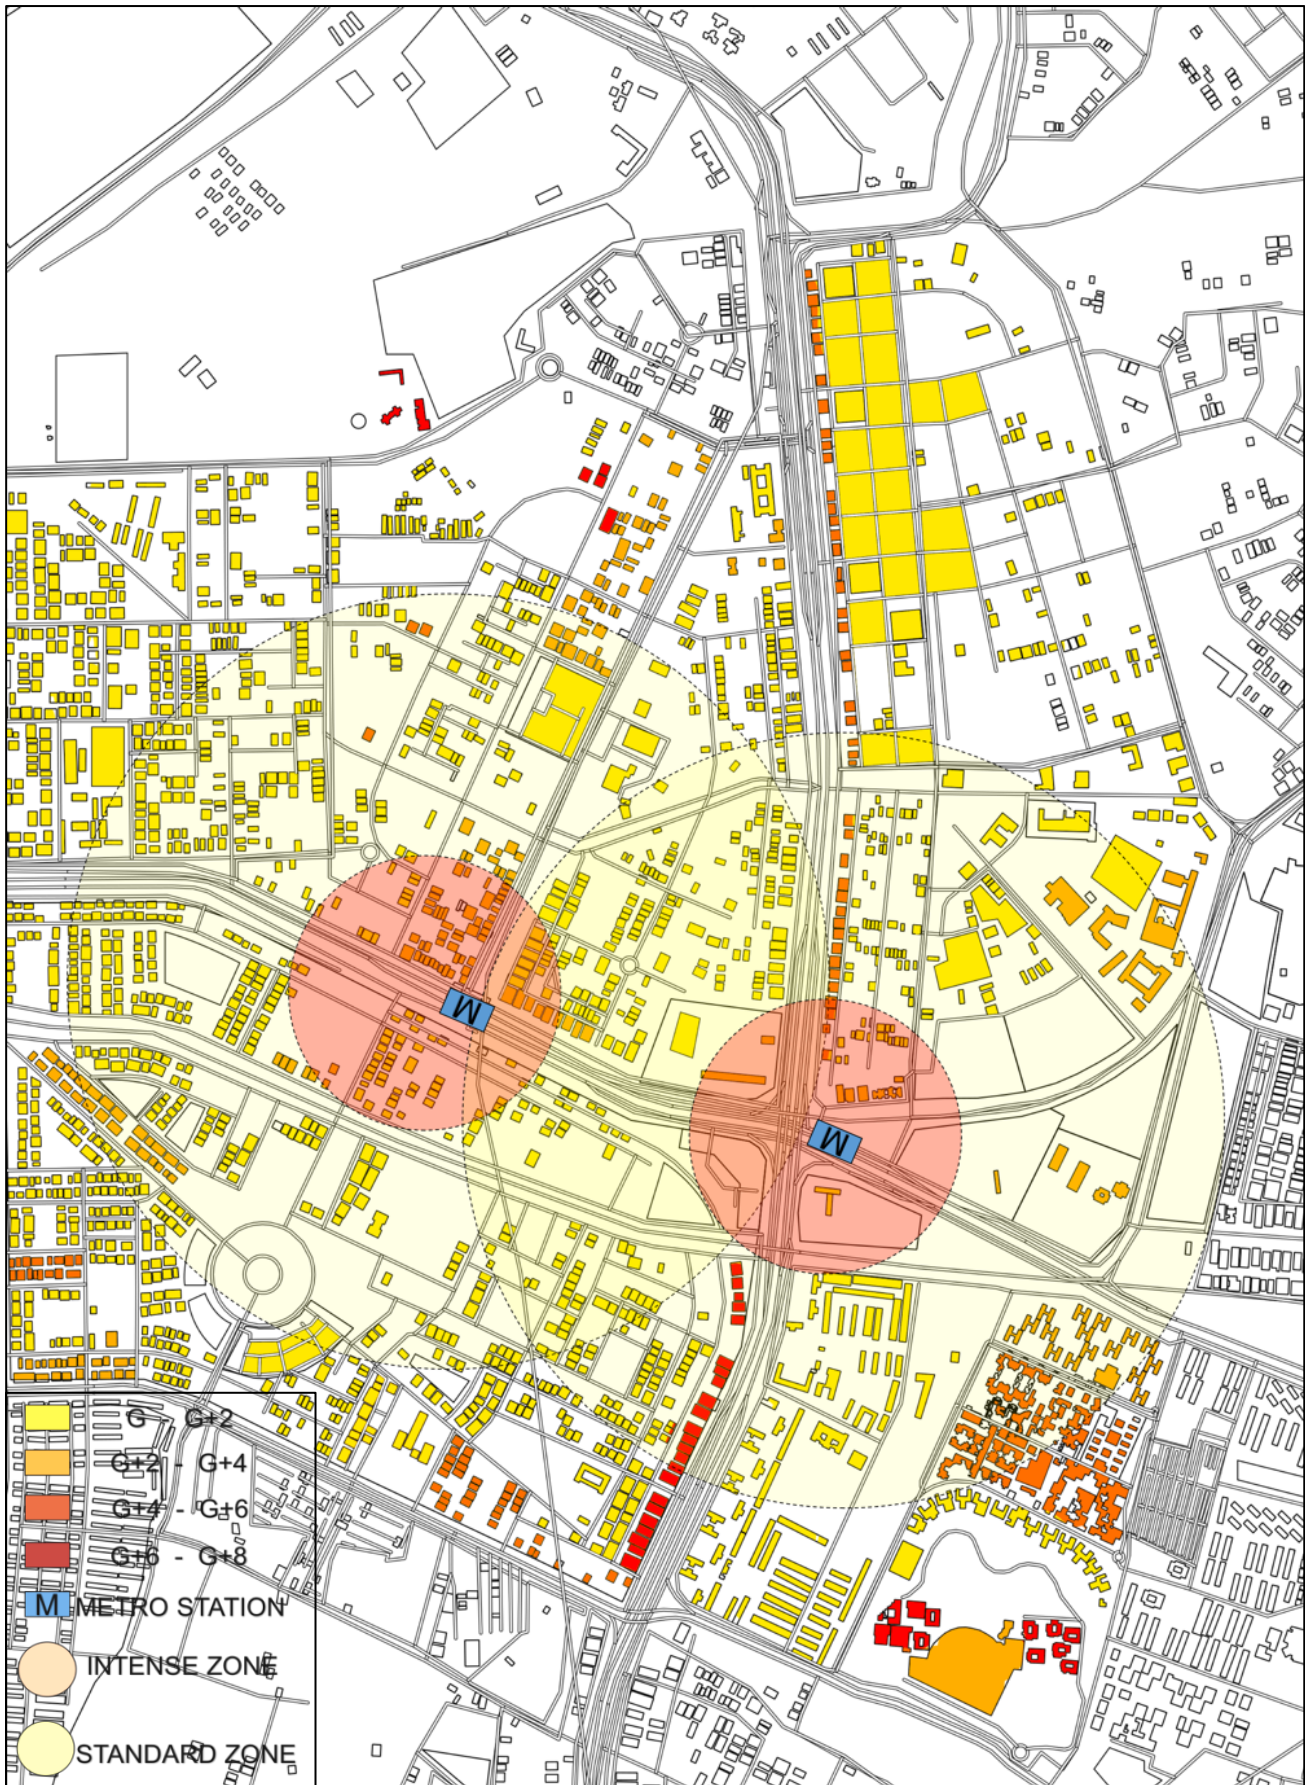 M
M
G - G+2
G+2 - G+4
G+4 - G+6
G+6 - G+8
M METRO STATION
INTENSE ZONE
STANDARD ZONE